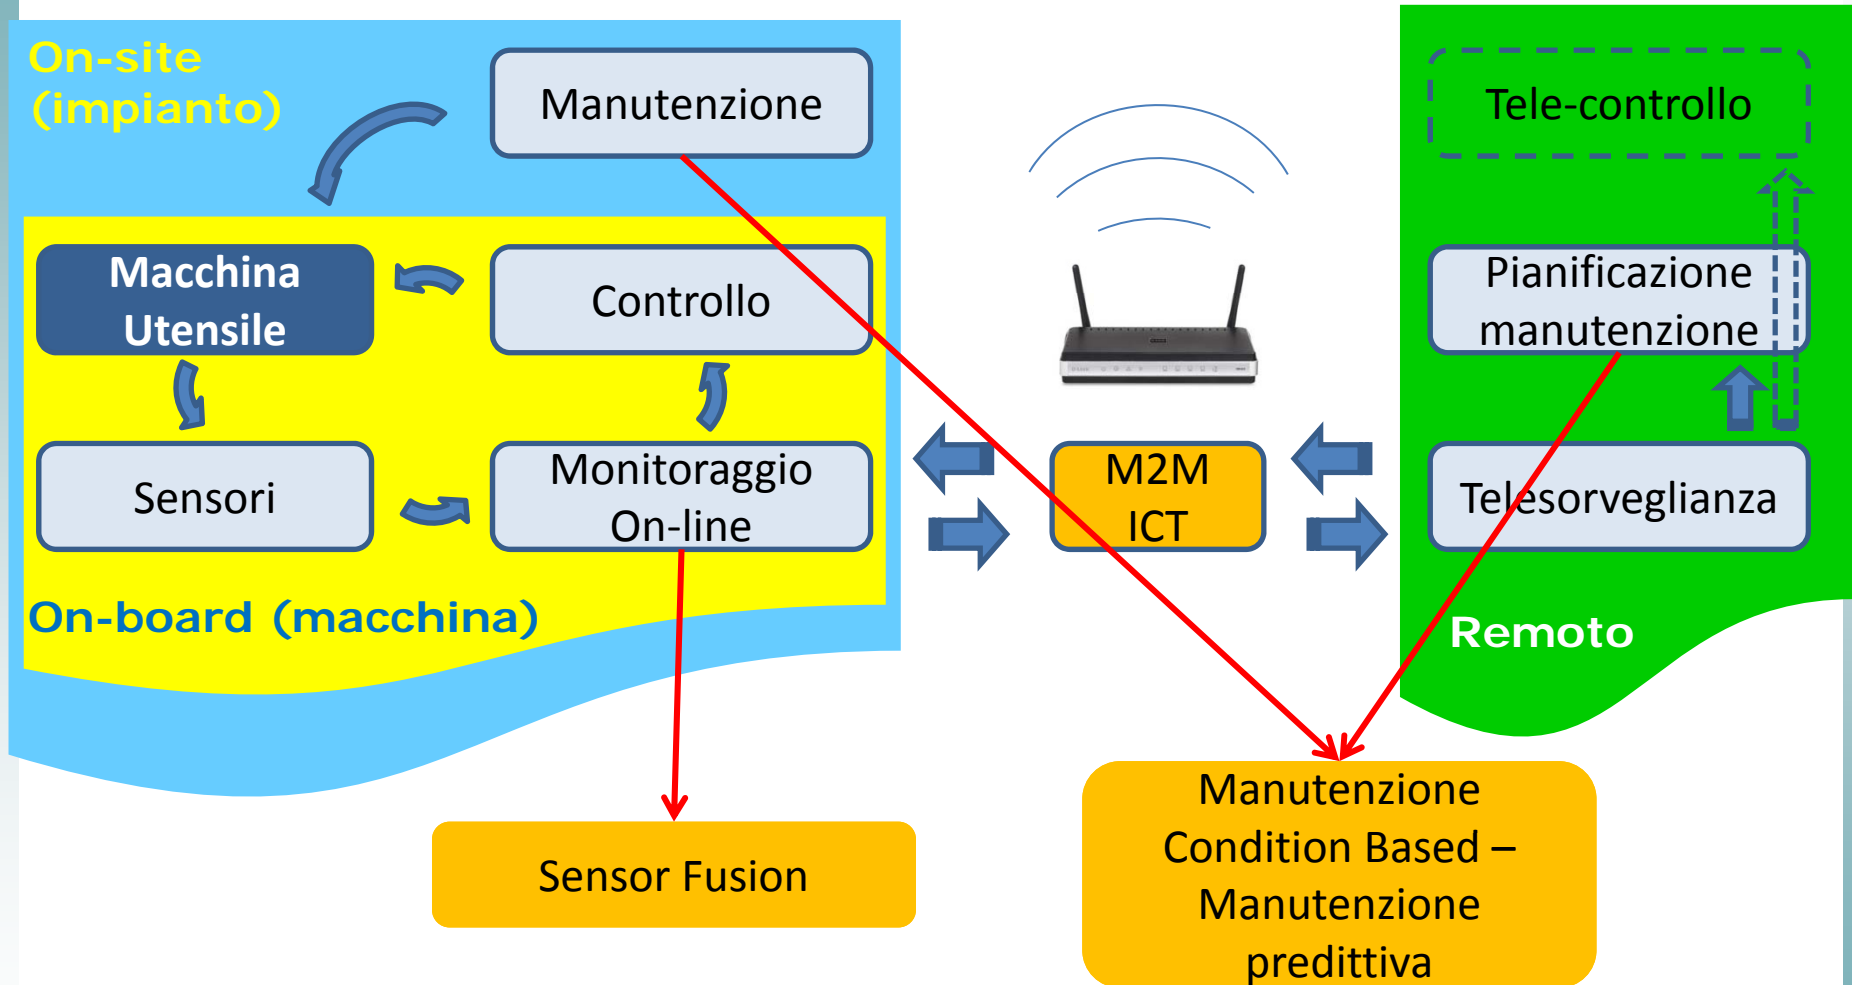 On-site
(impianto)
Manutenzione
Tele-controllo
Macchina
Utensile
Controllo
Pianificazione
manutenzione
Sensori
Monitoraggio
On-line
M2M
ICT
Telesorveglianza
On-board (macchina)
Remoto
Sensor Fusion
Manutenzione
Condition Based –
Manutenzione
predittiva